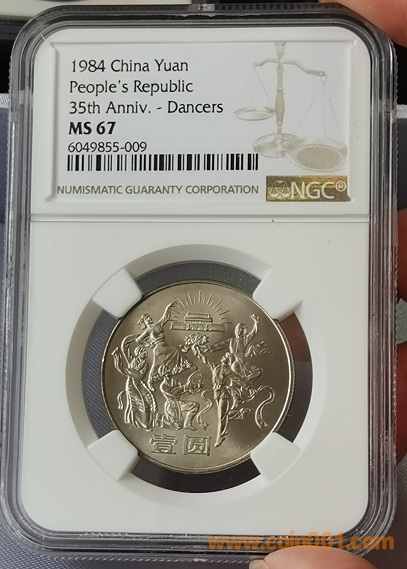 1984 China Yuan
People's Republic
35th Anniv. - Dancers
MS 67
6049855-009
NUMISMATIC GUARANTY CORPORATION NGC®
壹圆
www.coin001.com